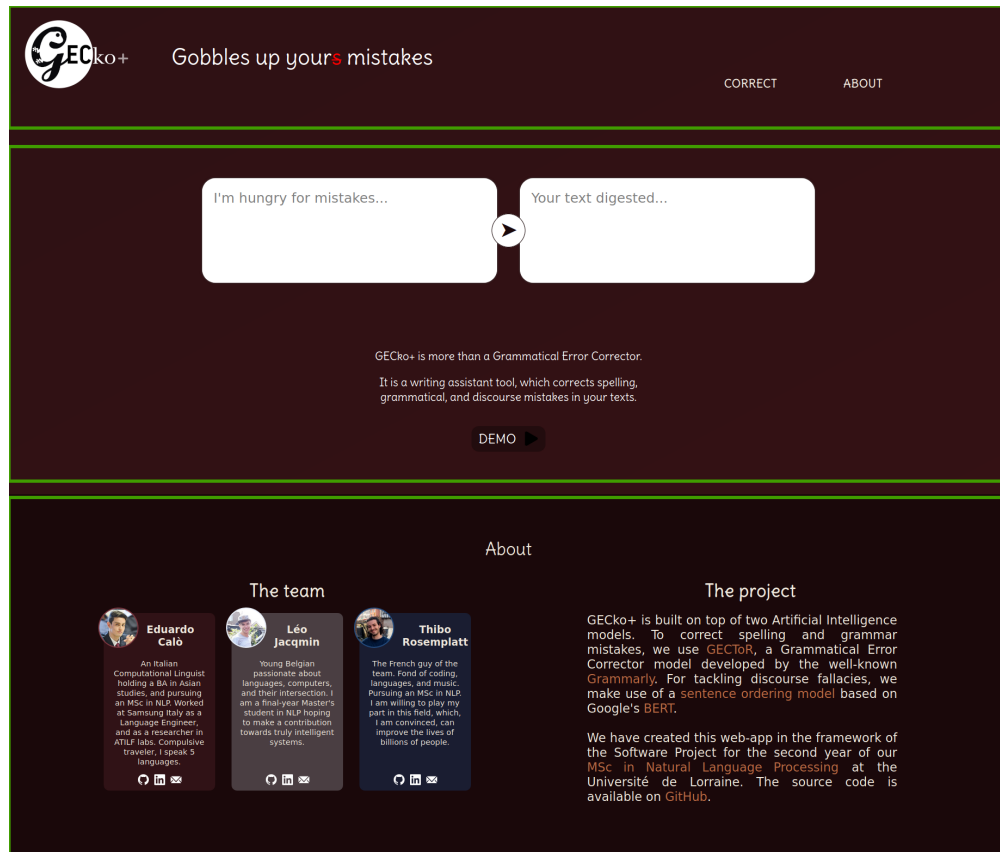 GECko+
Gobbles up yours mistakes
CORRECT
ABOUT
I'm hungry for mistakes...
Your text digested...
GECko+ is more than a Grammatical Error Corrector.
It is a writing assistant tool, which corrects spelling,
grammatical, and discourse mistakes in your texts.
DEMO
About
The team
Eduardo
Calò
An Italian
Computational Linguist
holding a BA in Asian
studies, and pursuing
an MSc in NLP. Worked
at Samsung Italy as a
Language Engineer,
and as a researcher in
ATILF labs. Compulsive
traveler, I speak 5
languages.
in
Léo
Jacqmin
Young Belgian
passionate about
languages, computers,
and their intersection. I
am a final-year Master's
student in NLP hoping
to make a contribution
towards truly intelligent
systems.
in
Thibo
Rosemplatt
The French guy of the
team. Fond of coding,
languages, and music.
Pursuing an MSc in NLP.
I am willing to play my
part in this field, which,
I am convinced, can
improve the lives of
billions of people.
in
The project
GECko+ is built on top of two Artificial Intelligence
models. To correct spelling and grammar
mistakes, we use GECToR, a Grammatical Error
Corrector model developed by the well-known
Grammarly. For tackling discourse fallacies, we
make use of a sentence ordering model based on
Google's BERT.
We have created this web-app in the framework of
the Software Project for the second year of our
MSc in Natural Language Processing at the
Université de Lorraine. The source code is
available on GitHub.